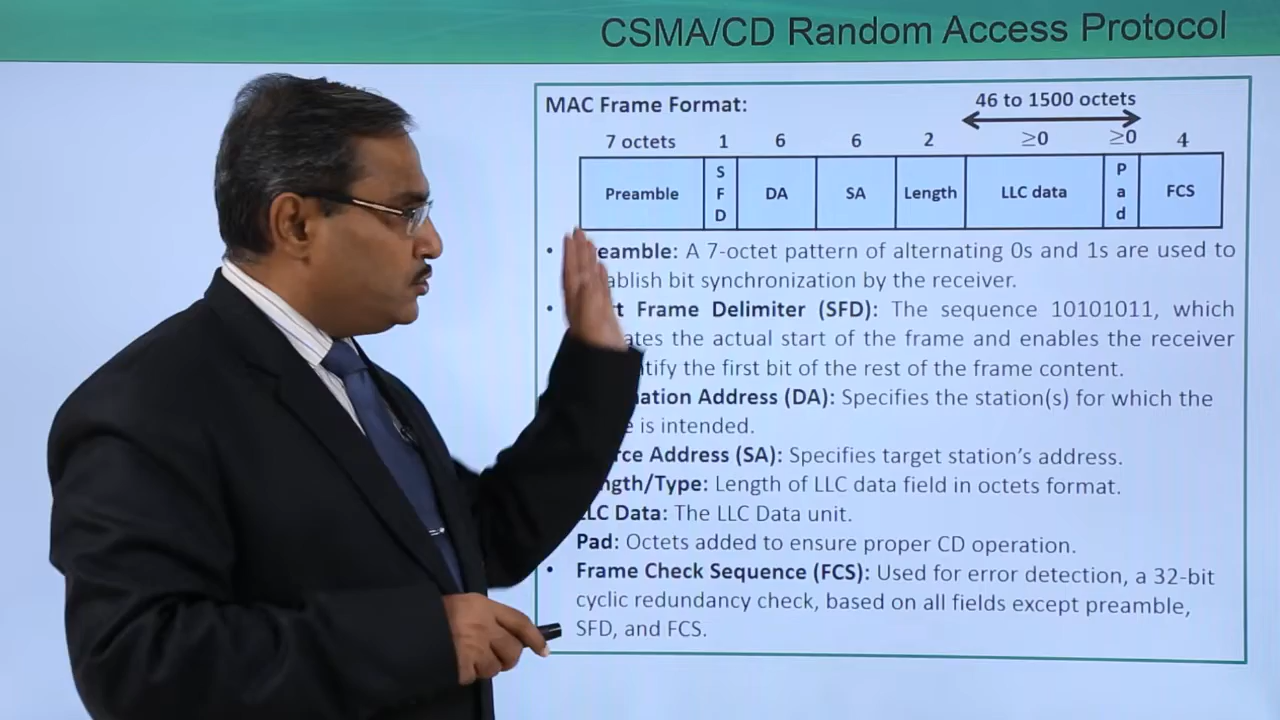 CSMA/CD Random Access Protocol
MAC Frame Format:
46 to 1500 octets
7 octets 1 6 6 2 ≥0 ≥0 4
Preamble SFD DA SA Length LLC data Pad FCS
• eamble: A 7-octet pattern of alternating 0s and 1s are used to
ablish bit synchronization by the receiver.
• t Frame Delimiter (SFD): The sequence 10101011, which
ates the actual start of the frame and enables the receiver
tify the first bit of the rest of the frame content.
ation Address (DA): Specifies the station(s) for which the
e is intended.
rce Address (SA): Specifies target station’s address.
ngth/Type: Length of LLC data field in octets format.
LLC Data: The LLC Data unit.
Pad: Octets added to ensure proper CD operation.
• Frame Check Sequence (FCS): Used for error detection, a 32-bit
cyclic redundancy check, based on all fields except preamble,
SFD, and FCS.